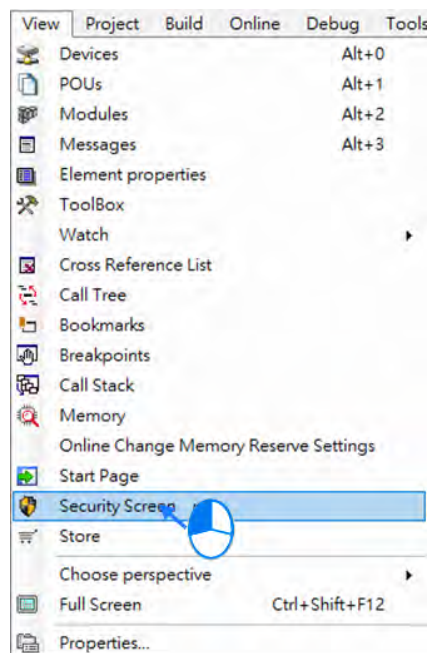 View Project Build Online Debug Tools
Devices Alt+0
POUs Alt+1
Modules Alt+2
Messages Alt+3
Element properties
ToolBox
Watch
Cross Reference List
Call Tree
Bookmarks
Breakpoints
Call Stack
Memory
Online Change Memory Reserve Settings
Start Page
Security Screen
Store
Choose perspective
Full Screen Ctrl+Shift+F12
Properties...